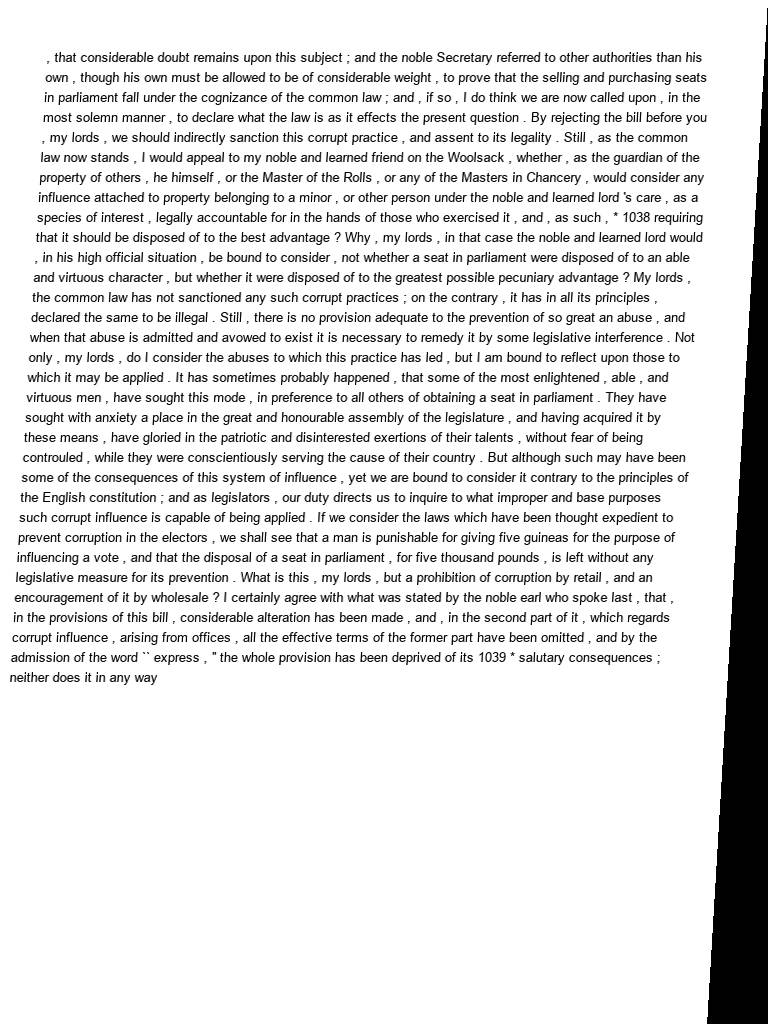 , that considerable doubt remains upon this subject ; and the noble Secretary referred to other authorities than his
own , though his own must be allowed to be of considerable weight , to prove that the selling and purchasing seats
in parliament fall under the cognizance of the common law ; and , if so , I do think we are now called upon , in the
most solemn manner , to declare what the law is as it effects the present question . By rejecting the bill before you
, my lords , we should indirectly sanction this corrupt practice , and assent to its legality . Still , as the common
law now stands , I would appeal to my noble and learned friend on the Woolsack , whether , as the guardian of the
property of others , he himself , or the Master of the Rolls , or any of the Masters in Chancery , would consider any
influence attached to property belonging to a minor , or other person under the noble and learned lord 's care , as a
species of interest , legally accountable for in the hands of those who exercised it , and , as such , * 1038 requiring
that it should be disposed of to the best advantage ? Why , my lords , in that case the noble and learned lord would
, in his high official situation , be bound to consider , not whether a seat in parliament were disposed of to an able
and virtuous character , but whether it were disposed of to the greatest possible pecuniary advantage ? My lords ,
the common law has not sanctioned any such corrupt practices ; on the contrary , it has in all its principles ,
declared the same to be illegal . Still , there is no provision adequate to the prevention of so great an abuse , and
when that abuse is admitted and avowed to exist it is necessary to remedy it by some legislative interference . Not
only , my lords , do I consider the abuses to which this practice has led , but I am bound to reflect upon those to
which it may be applied . It has sometimes probably happened , that some of the most enlightened , able , and
virtuous men , have sought this mode , in preference to all others of obtaining a seat in parliament . They have
sought with anxiety a place in the great and honourable assembly of the legislature , and having acquired it by
these means , have gloried in the patriotic and disinterested exertions of their talents , without fear of being
controuled , while they were conscientiously serving the cause of their country . But although such may have been
some of the consequences of this system of influence , yet we are bound to consider it contrary to the principles of
the English constitution ; and as legislators , our duty directs us to inquire to what improper and base purposes
such corrupt influence is capable of being applied . If we consider the laws which have been thought expedient to
prevent corruption in the electors , we shall see that a man is punishable for giving five guineas for the purpose of
influencing a vote , and that the disposal of a seat in parliament , for five thousand pounds , is left without any
legislative measure for its prevention . What is this , my lords , but a prohibition of corruption by retail , and an
encouragement of it by wholesale ? I certainly agree with what was stated by the noble earl who spoke last , that ,
in the provisions of this bill , considerable alteration has been made , and , in the second part of it , which regards
corrupt influence , arising from offices , all the effective terms of the former part have been omitted , and by the
admission of the word `` express , " the whole provision has been deprived of its 1039 * salutary consequences ;
neither does it in any way